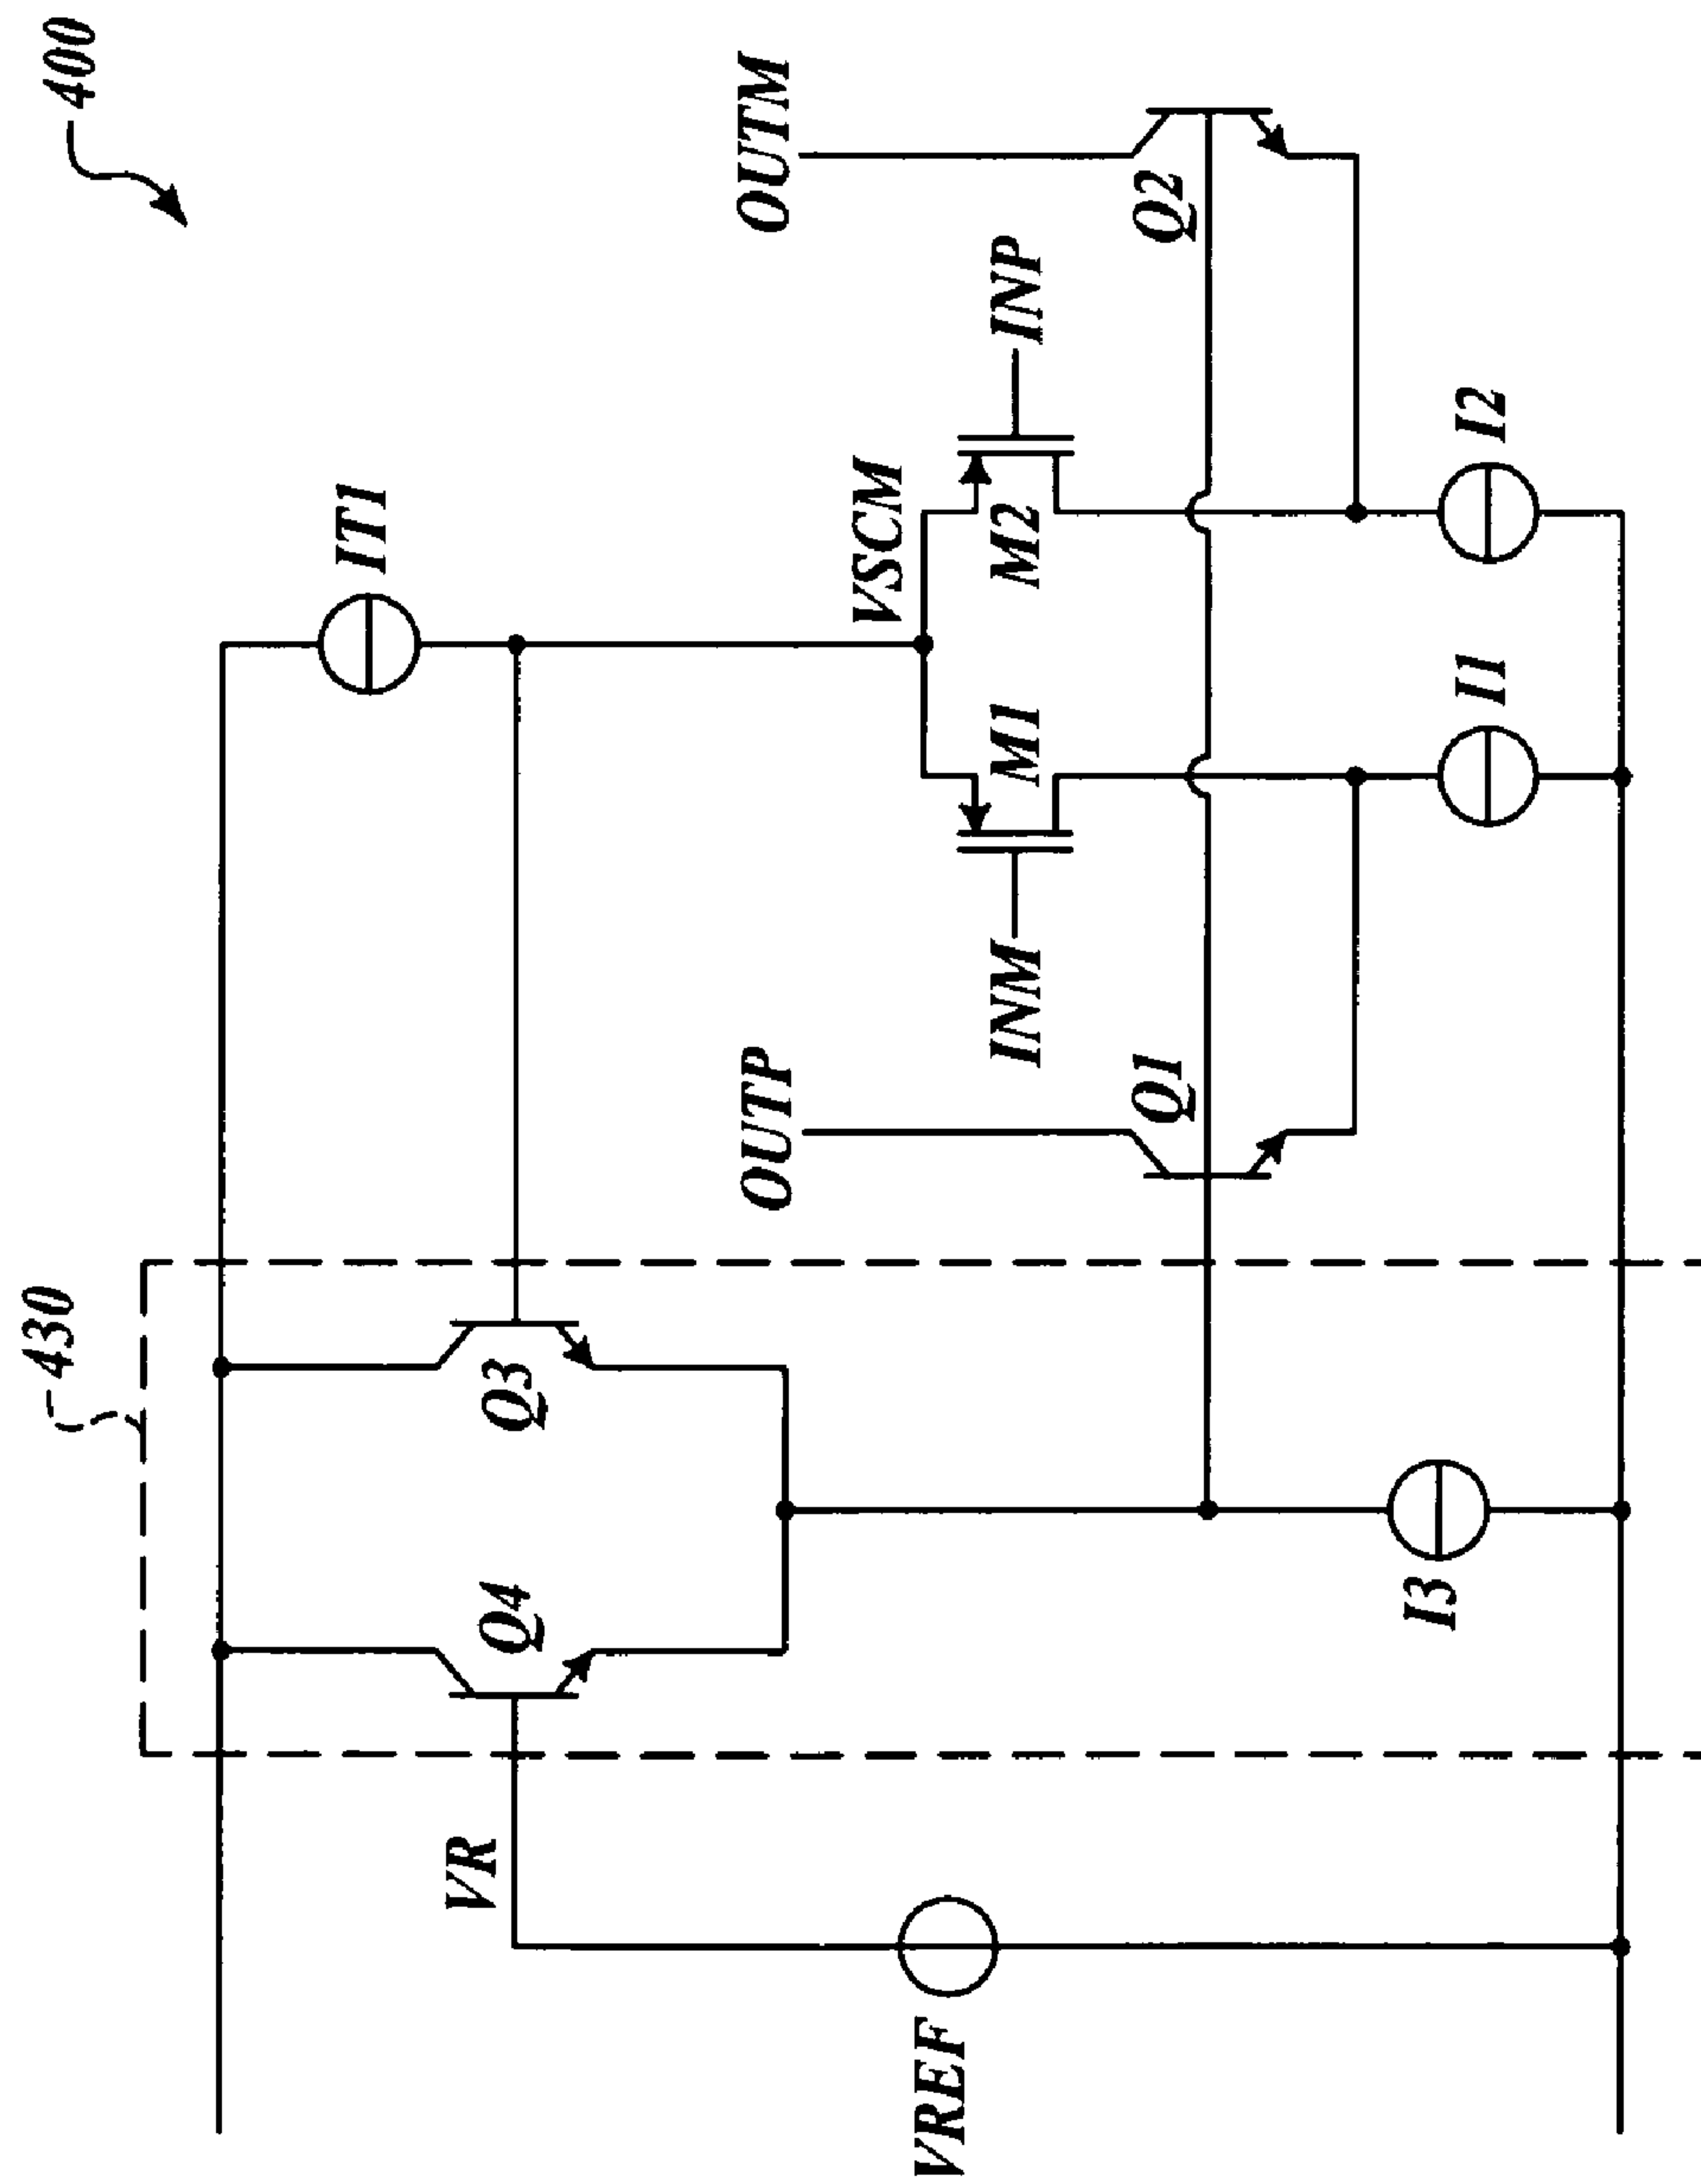 400
430
IT1
VR
Q4
Q3
VSCM
OUTP
OUTM
VREF
INM
M1
M2
INP
Q1
Q2
I3
I1
I2